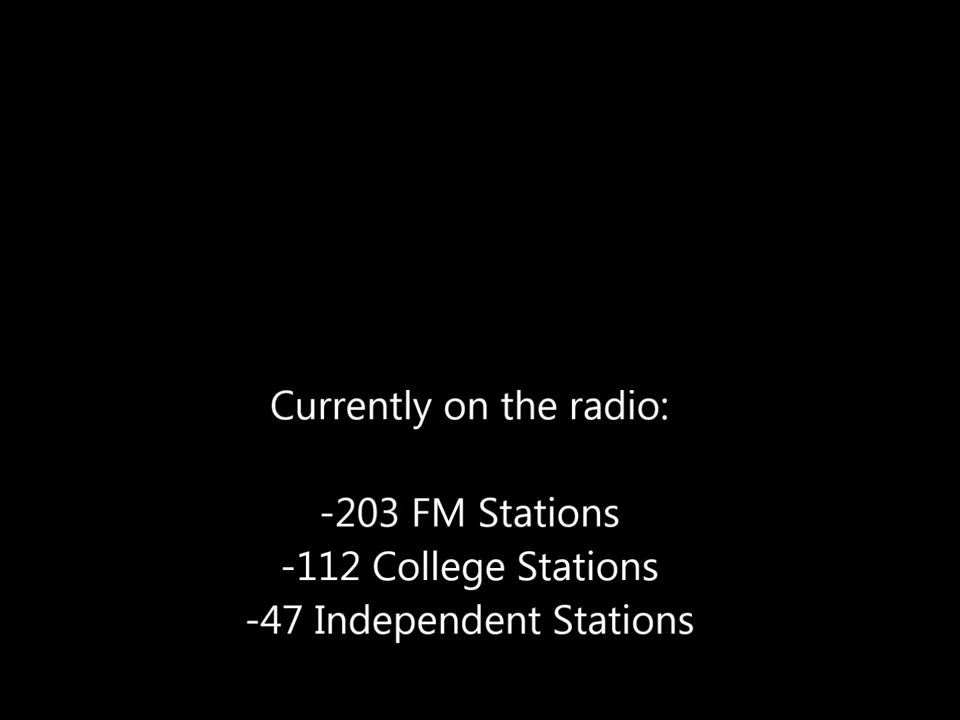 Currently on the radio:
-203 FM Stations
-112 College Stations
-47 Independent Stations